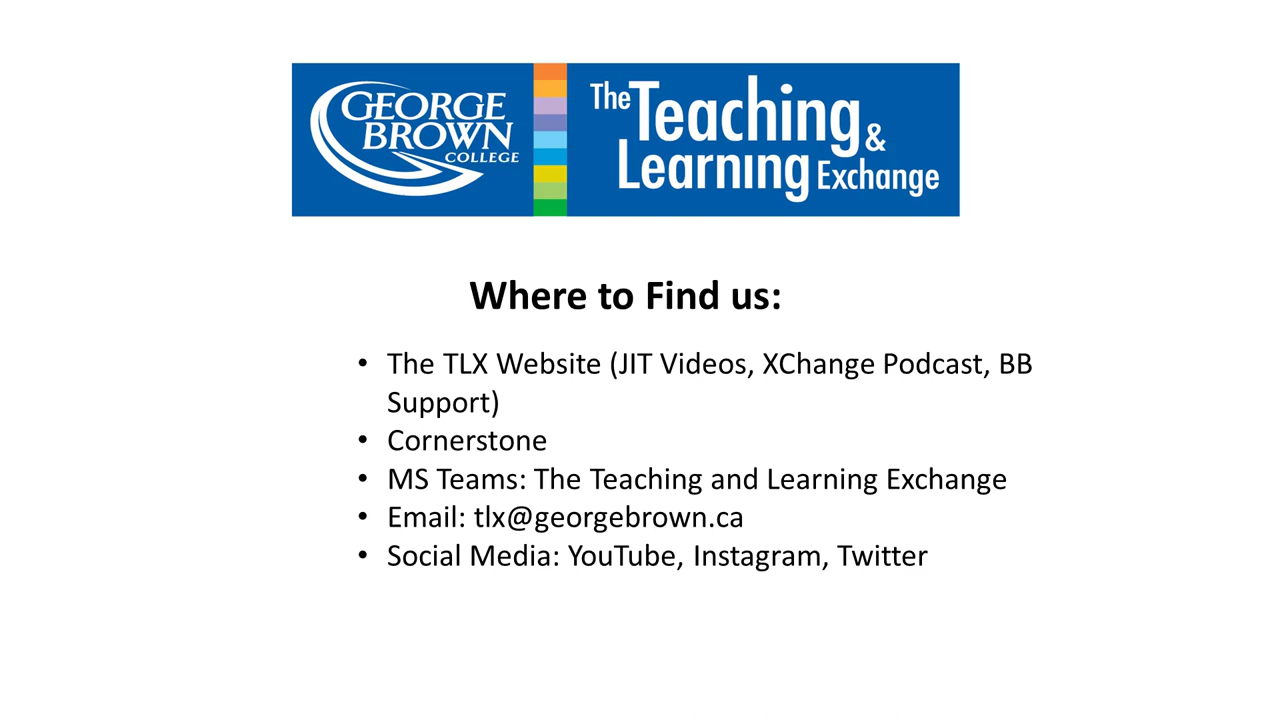 GEORGE
BROWN
COLLEGE
The Teaching &
Learning Exchange
Where to Find us:
• The TLX Website (JIT Videos, XChange Podcast, BB
Support)
• Cornerstone
• MS Teams: The Teaching and Learning Exchange
• Email: tlx@georgebrown.ca
• Social Media: YouTube, Instagram, Twitter